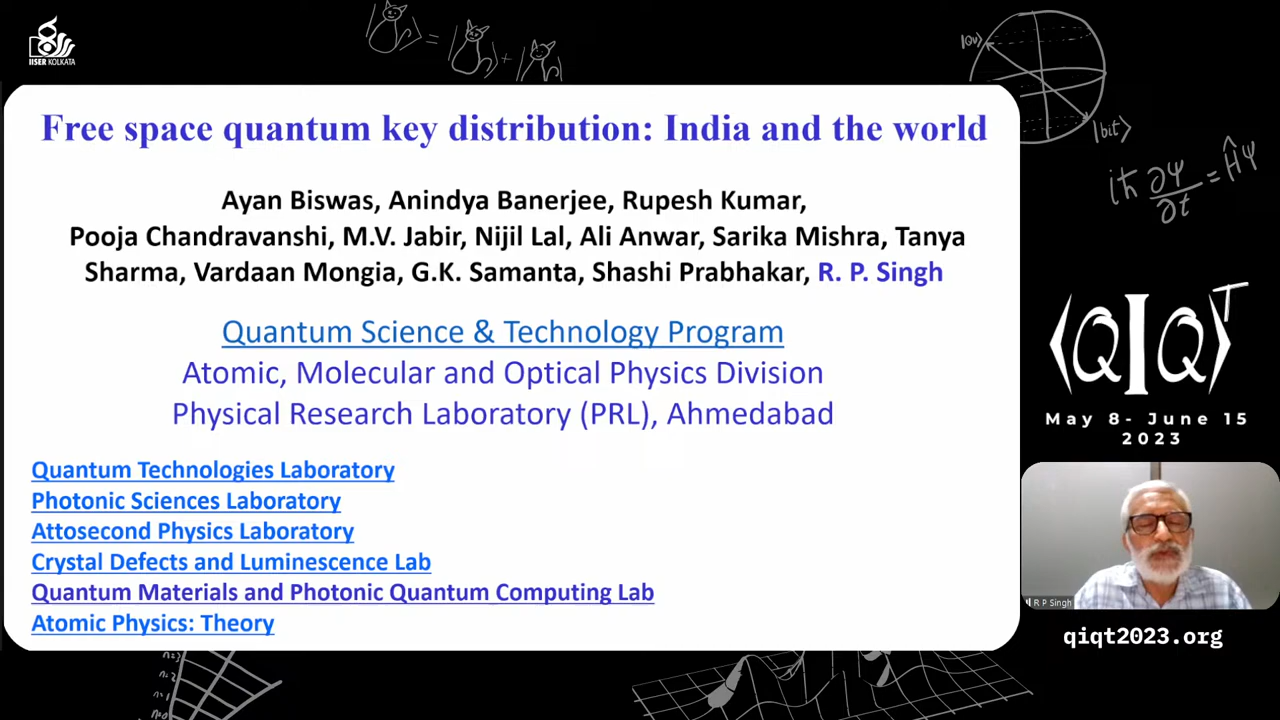 IISER KOLKATA
Free space quantum key distribution: India and the world
Ayan Biswas, Anindya Banerjee, Rupesh Kumar,
Pooja Chandravanshi, M.V. Jabir, Nijil Lal, Ali Anwar, Sarika Mishra, Tanya
Sharma, Vardaan Mongia, G.K. Samanta, Shashi Prabhakar, R. P. Singh
Quantum Science & Technology Program
Atomic, Molecular and Optical Physics Division
Physical Research Laboratory (PRL), Ahmedabad
Quantum Technologies Laboratory
Photonic Sciences Laboratory
Attosecond Physics Laboratory
Crystal Defects and Luminescence Lab
Quantum Materials and Photonic Quantum Computing Lab
Atomic Physics: Theory
|Qu⟩
|bit⟩
iħ ∂ψ/∂t = Ĥψ
⟨QIQ⟩T
May 8- June 15
2023
R P Singh
qiqt2023.org
n=2
n=1
n=0